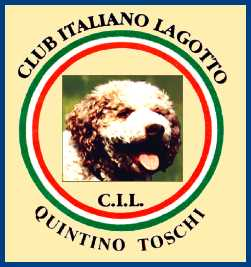 CLUB ITALIANO LAGOTTO
C.I.L.
QUINTINO TOSCHI